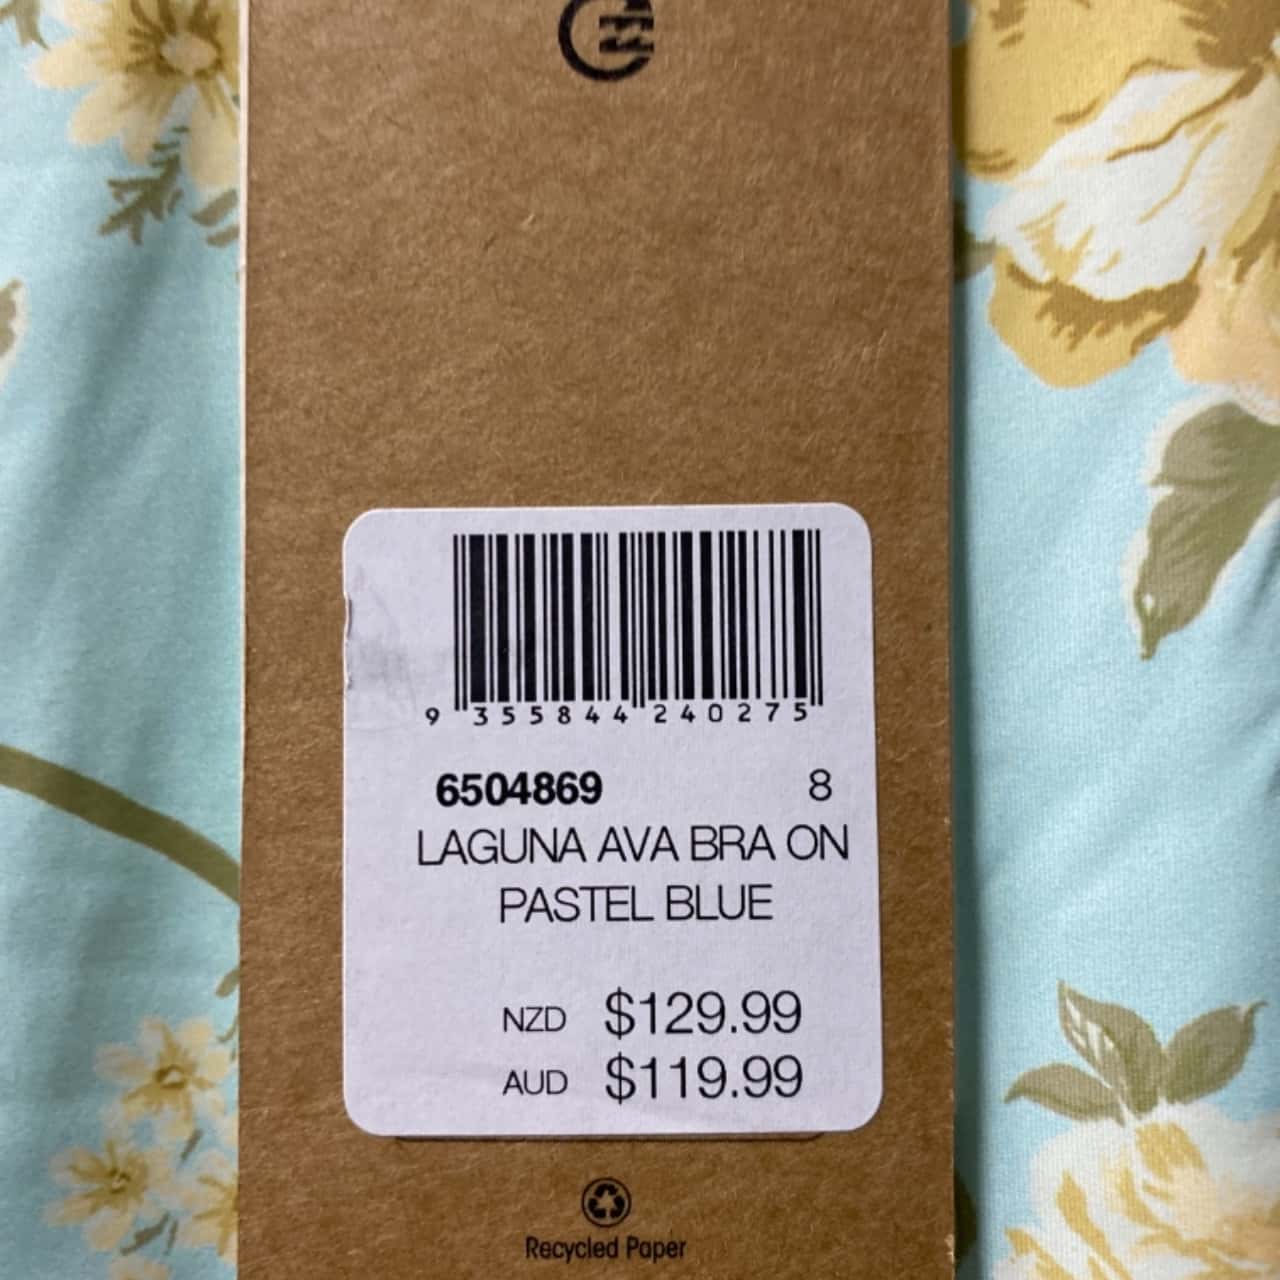 9 355844 240275
6504869 8
LAGUNA AVA BRA ON
PASTEL BLUE
NZD $129.99
AUD $119.99
Recycled Paper